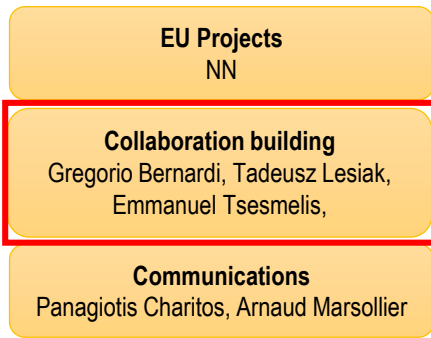 EU Projects
NN
Collaboration building
Gregorio Bernardi, Tadeusz Lesiak,
Emmanuel Tsesmelis,
Communications
Panagiotis Charitos, Arnaud Marsollier